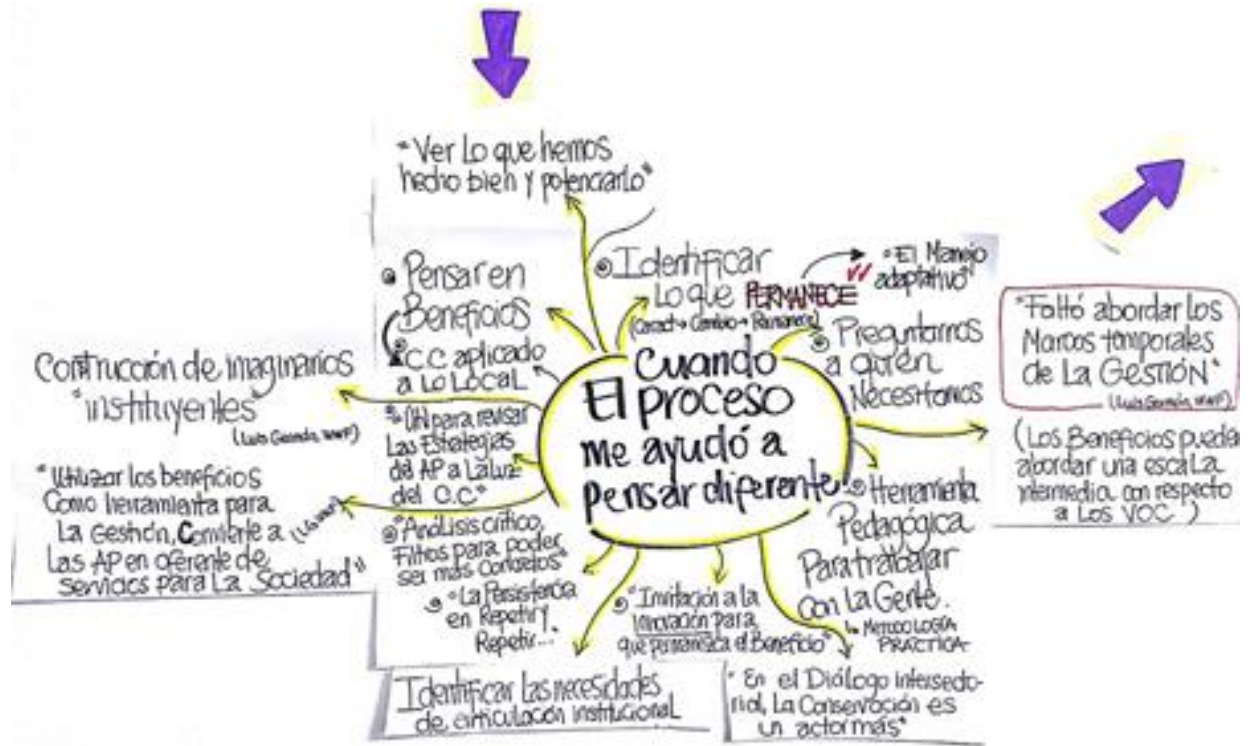 "Ver Lo que hemos
hecho bien y potenciarlo"
Identificar
Lo que PERMANECE
(Caract → Cambio → Permanece)
"El Manejo
adaptativo"
Pensar en
Beneficios
C.C aplicado
a Lo Local
"Util para revisar
Las Estrategias
del AP a La luz
del C.C"
Análisis crítico,
Filtros para poder
ser más concretos"
"La Persistencia
en Repetir y
Repetir..."
Contrucción de imaginarios
"instituyentes"
"Utilizar los beneficios
Como herramienta para
La Gestión, Convierte a
Las AP en oferente de
servicios para La Sociedad"
Cuando
El proceso
me ayudó a
pensar diferente
Preguntarnos
a quién
Necesitamos
"Faltó abordar los
Marcos temporales
de La GESTIÓN"
(Los Beneficios pueden
abordar una escala
intermedia con respecto
a Los VOC)
Herramienta
Pedagógica
Para trabajar
con La Gente.
METODOLOGÍA
PRÁCTICA
"Invitación a la
innovación para
que permanezca el Beneficio"
Identificar las necesidades
de articulación institucional
"En el Diálogo intersecto-
rial, La Conservación es
un actor más"